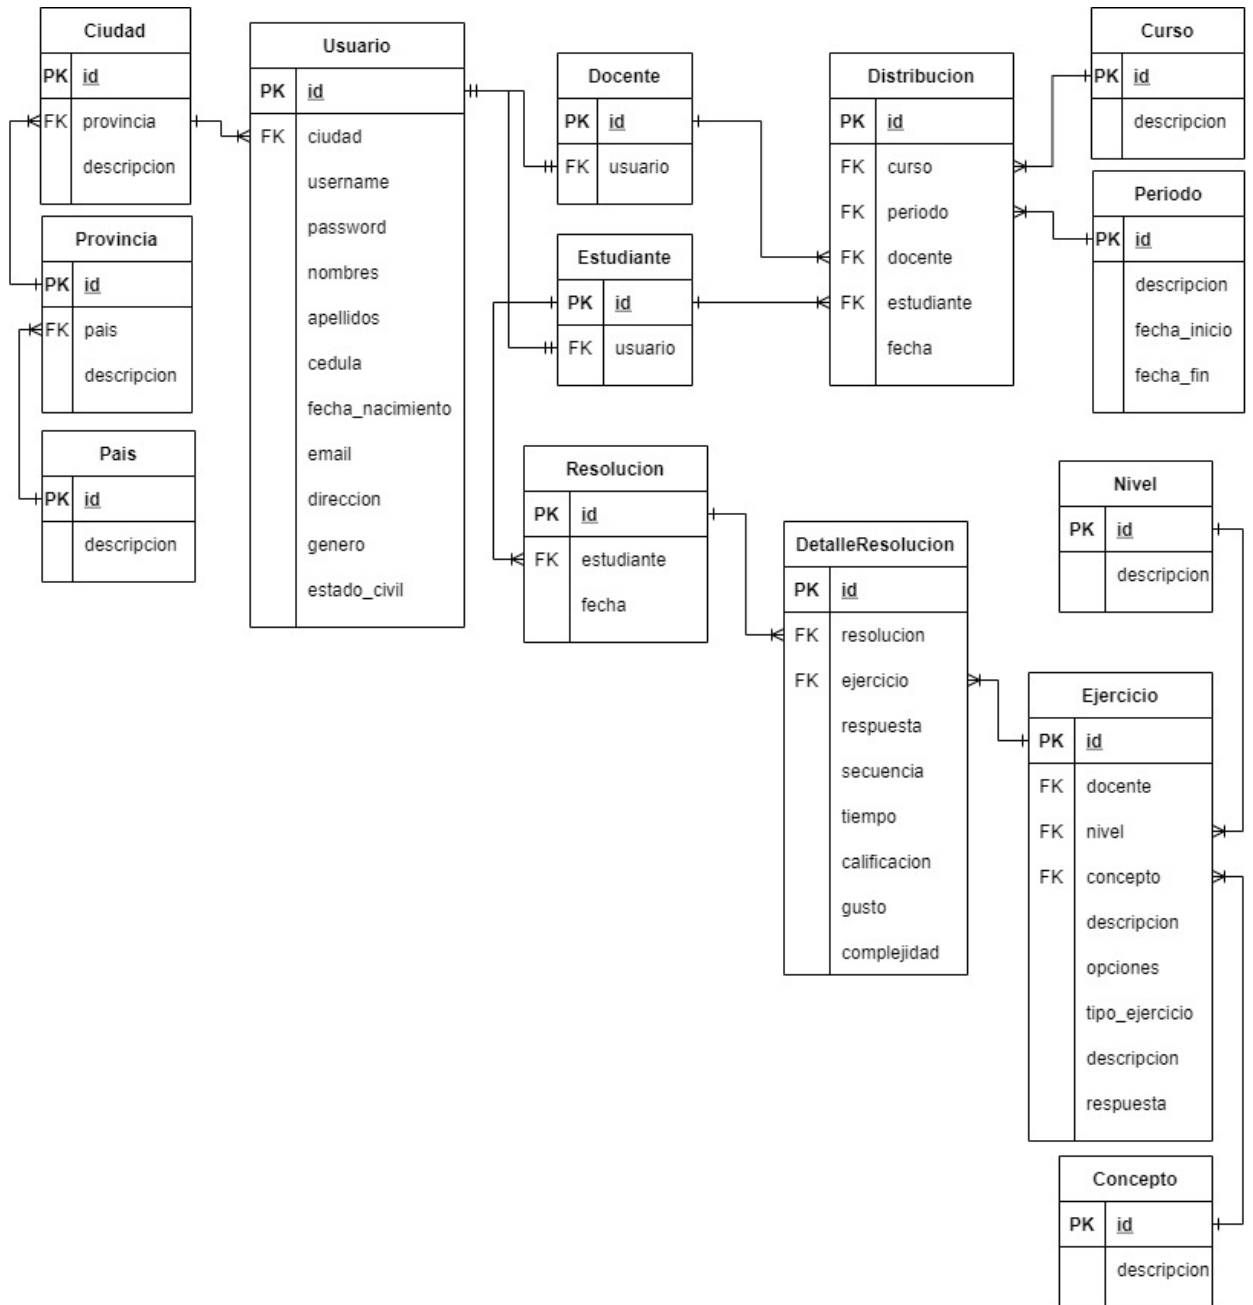 Ciudad
PK id
FK provincia
descripcion
Provincia
PK id
FK pais
descripcion
Pais
PK id
descripcion
Usuario
PK id
FK ciudad
username
password
nombres
apellidos
cedula
fecha_nacimiento
email
direccion
genero
estado_civil
Docente
PK id
FK usuario
Estudiante
PK id
FK usuario
Distribucion
PK id
FK curso
FK periodo
FK docente
FK estudiante
fecha
Curso
PK id
descripcion
Periodo
PK id
descripcion
fecha_inicio
fecha_fin
Resolucion
PK id
FK estudiante
fecha
DetalleResolucion
PK id
FK resolucion
FK ejercicio
respuesta
secuencia
tiempo
calificacion
gusto
complejidad
Nivel
PK id
descripcion
Ejercicio
PK id
FK docente
FK nivel
FK concepto
descripcion
opciones
tipo_ejercicio
descripcion
respuesta
Concepto
PK id
descripcion